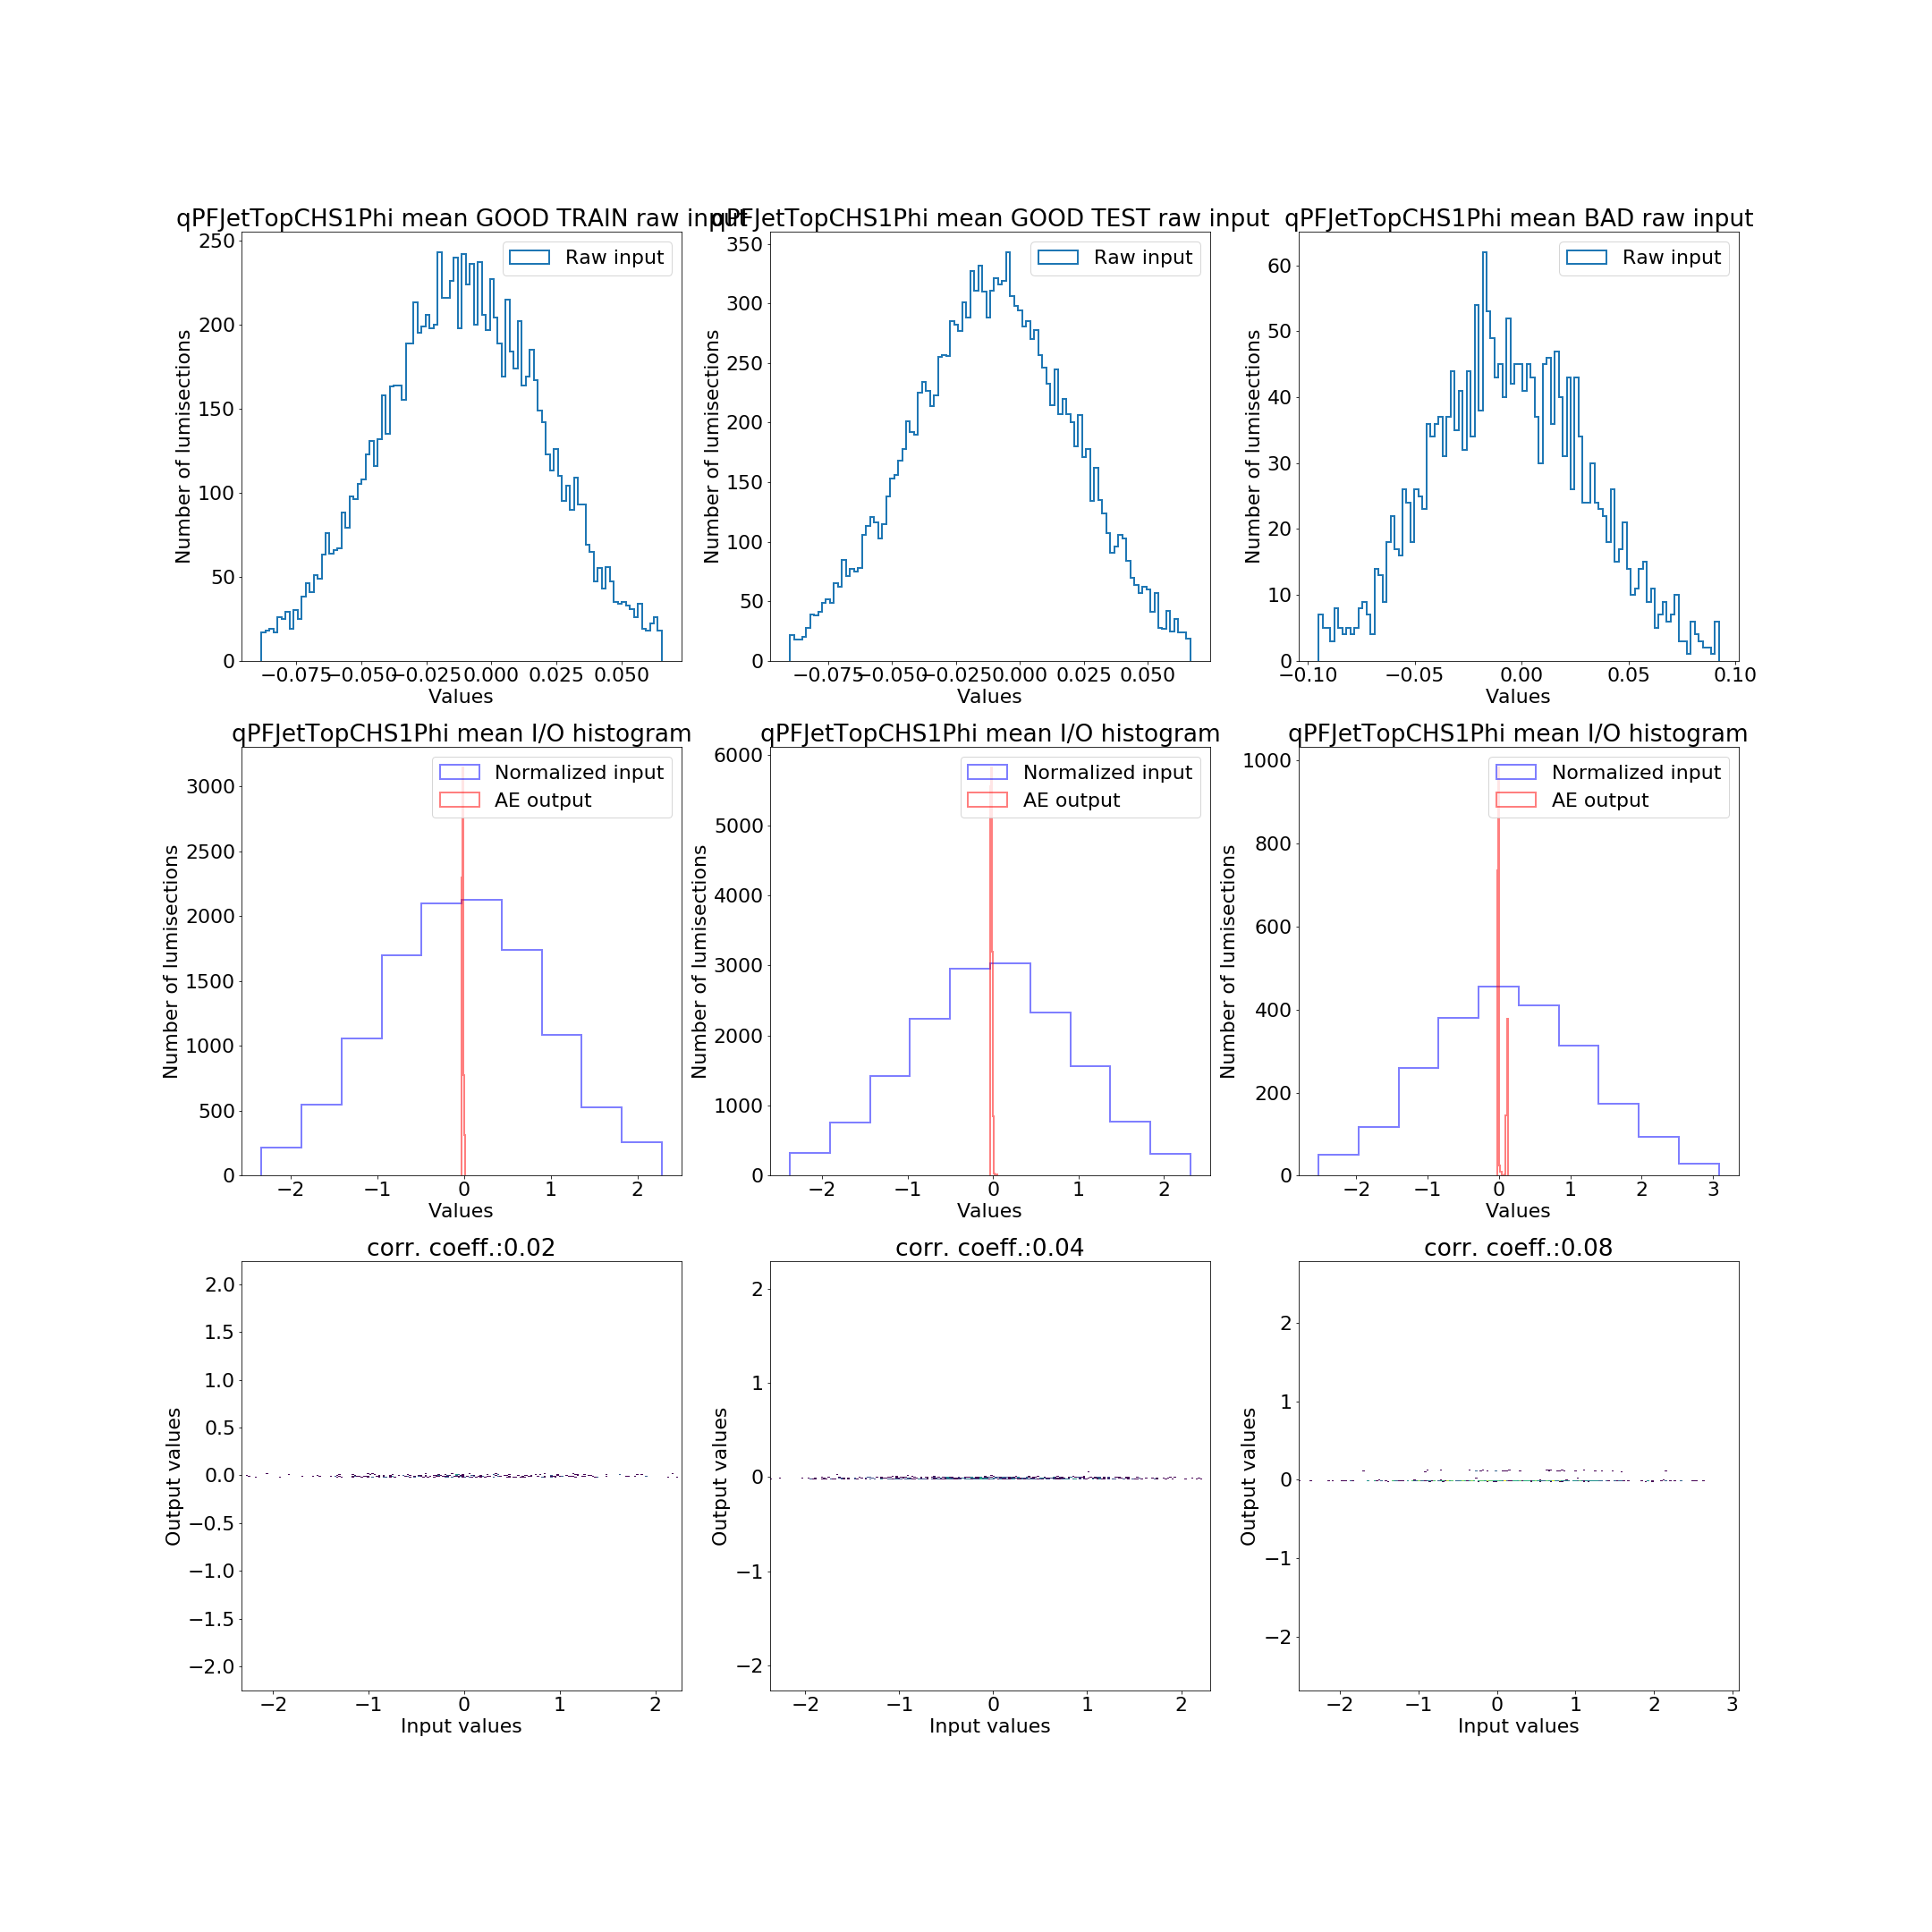 qPFJetTopCHS1Phi mean GOOD TRAIN raw input
qPFJetTopCHS1Phi mean GOOD TEST raw input
qPFJetTopCHS1Phi mean BAD raw input
Number of lumisections
250
200
150
100
50
0
Raw input
−0.075 −0.050 −0.025 0.000 0.025 0.050
Values
Number of lumisections
350
300
250
200
150
100
50
0
Raw input
−0.075 −0.050 −0.025 0.000 0.025 0.050
Values
Number of lumisections
60
50
40
30
20
10
0
Raw input
−0.10 −0.05 0.00 0.05 0.10
Values
qPFJetTopCHS1Phi mean I/O histogram
Number of lumisections
3000
2500
2000
1500
1000
500
0
Normalized input
AE output
−2 −1 0 1 2
Values
qPFJetTopCHS1Phi mean I/O histogram
Number of lumisections
6000
5000
4000
3000
2000
1000
0
Normalized input
AE output
−2 −1 0 1 2
Values
qPFJetTopCHS1Phi mean I/O histogram
Number of lumisections
1000
800
600
400
200
0
Normalized input
AE output
−2 −1 0 1 2 3
Values
corr. coeff.:0.02
Output values
2.0
1.5
1.0
0.5
0.0
−0.5
−1.0
−1.5
−2.0
−2 −1 0 1 2
Input values
corr. coeff.:0.04
Output values
2
1
0
−1
−2
−2 −1 0 1 2
Input values
corr. coeff.:0.08
Output values
2
1
0
−1
−2
−2 −1 0 1 2 3
Input values